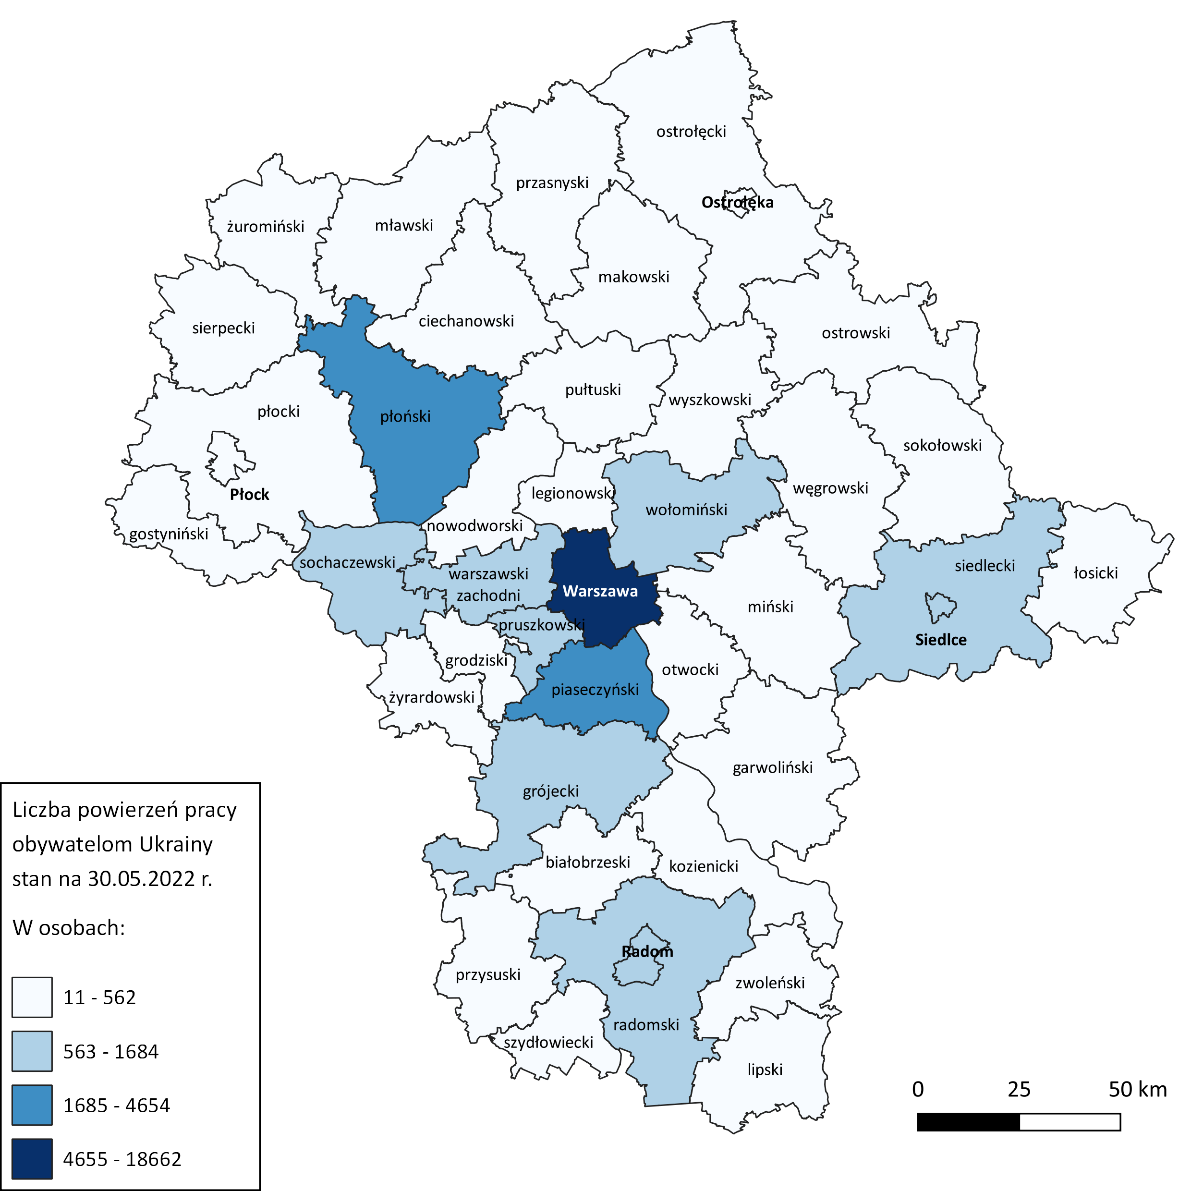 ostrołęcki
przasnyski
Ostrołęka
żuromiński
mławski
makowski
sierpecki
ciechanowski
ostrowski
pułtuski
wyszkowski
płocki
płoński
sokołowski
Płock
legionowski
węgrowski
wołomiński
gostyniński
nowodworski
sochaczewski
siedlecki
warszawski
zachodni
łosicki
Warszawa
miński
pruszkowski
Siedlce
grodziski
otwocki
piaseczyński
żyrardowski
garwoliński
grójecki
białobrzeski
kozienicki
Radom
przysuski
zwoleński
radomski
szydłowiecki
lipski
Liczba powierzeń pracy
obywatelom Ukrainy
stan na 30.05.2022 r.
W osobach:
11 - 562
563 - 1684
1685 - 4654
4655 - 18662
0 25 50 km